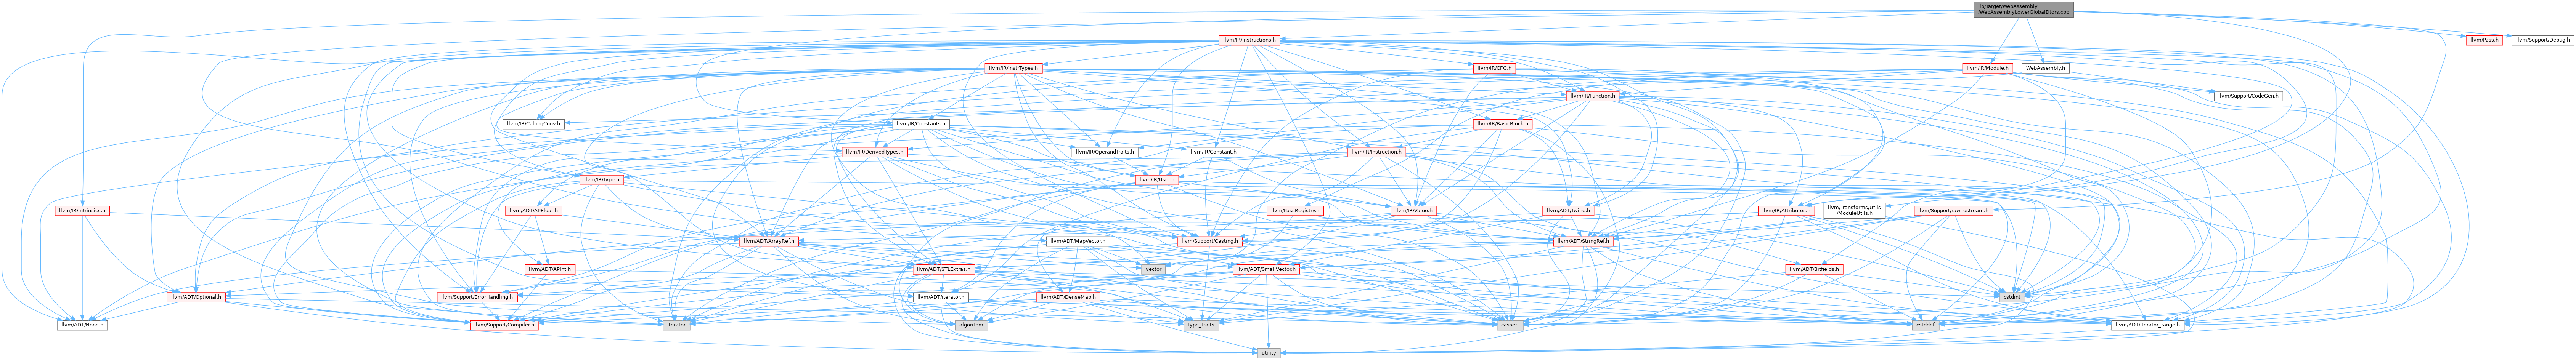 lib/Target/WebAssembly
/WebAssemblyLowerGlobalDtors.cpp
llvm/IR/Instructions.h
llvm/Pass.h
llvm/Support/Debug.h
llvm/IR/InstrTypes.h
llvm/IR/CFG.h
llvm/IR/Module.h
WebAssembly.h
llvm/IR/Function.h
llvm/Support/CodeGen.h
llvm/IR/CallingConv.h
llvm/IR/Constants.h
llvm/IR/BasicBlock.h
llvm/IR/DerivedTypes.h
llvm/IR/OperandTraits.h
llvm/IR/Constant.h
llvm/IR/Instruction.h
llvm/IR/Type.h
llvm/IR/User.h
llvm/IR/Intrinsics.h
llvm/ADT/APFloat.h
llvm/PassRegistry.h
llvm/IR/Value.h
llvm/ADT/Twine.h
llvm/IR/Attributes.h
llvm/Transforms/Utils
/ModuleUtils.h
llvm/Support/raw_ostream.h
llvm/ADT/ArrayRef.h
llvm/ADT/MapVector.h
llvm/Support/Casting.h
llvm/ADT/StringRef.h
llvm/ADT/APInt.h
llvm/ADT/STLExtras.h
vector
llvm/ADT/SmallVector.h
llvm/ADT/Bitfields.h
llvm/ADT/Optional.h
llvm/Support/ErrorHandling.h
llvm/ADT/iterator.h
llvm/ADT/DenseMap.h
cstdint
llvm/ADT/None.h
llvm/Support/Compiler.h
iterator
algorithm
type_traits
cassert
cstddef
llvm/ADT/iterator_range.h
utility